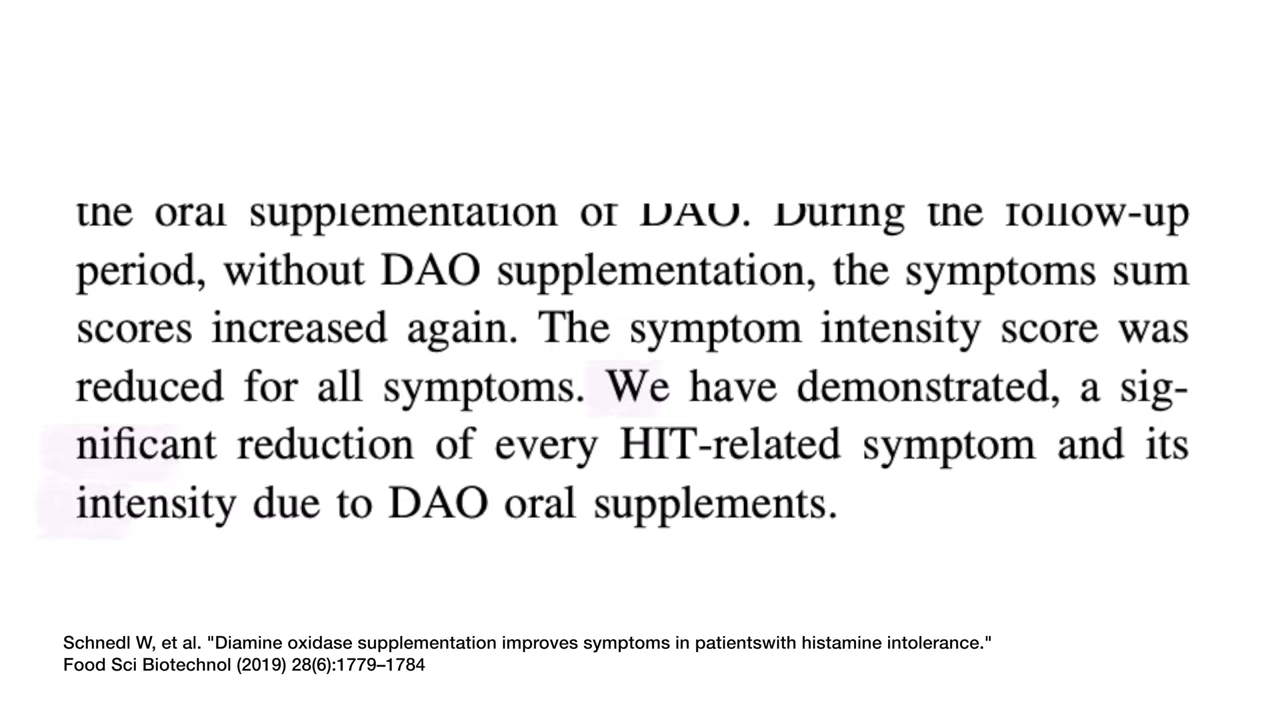 the oral supplementation of DAO. During the follow-up
period, without DAO supplementation, the symptoms sum
scores increased again. The symptom intensity score was
reduced for all symptoms. We have demonstrated, a sig-
nificant reduction of every HIT-related symptom and its
intensity due to DAO oral supplements.
Schnedl W, et al. "Diamine oxidase supplementation improves symptoms in patientswith histamine intolerance."
Food Sci Biotechnol (2019) 28(6):1779–1784